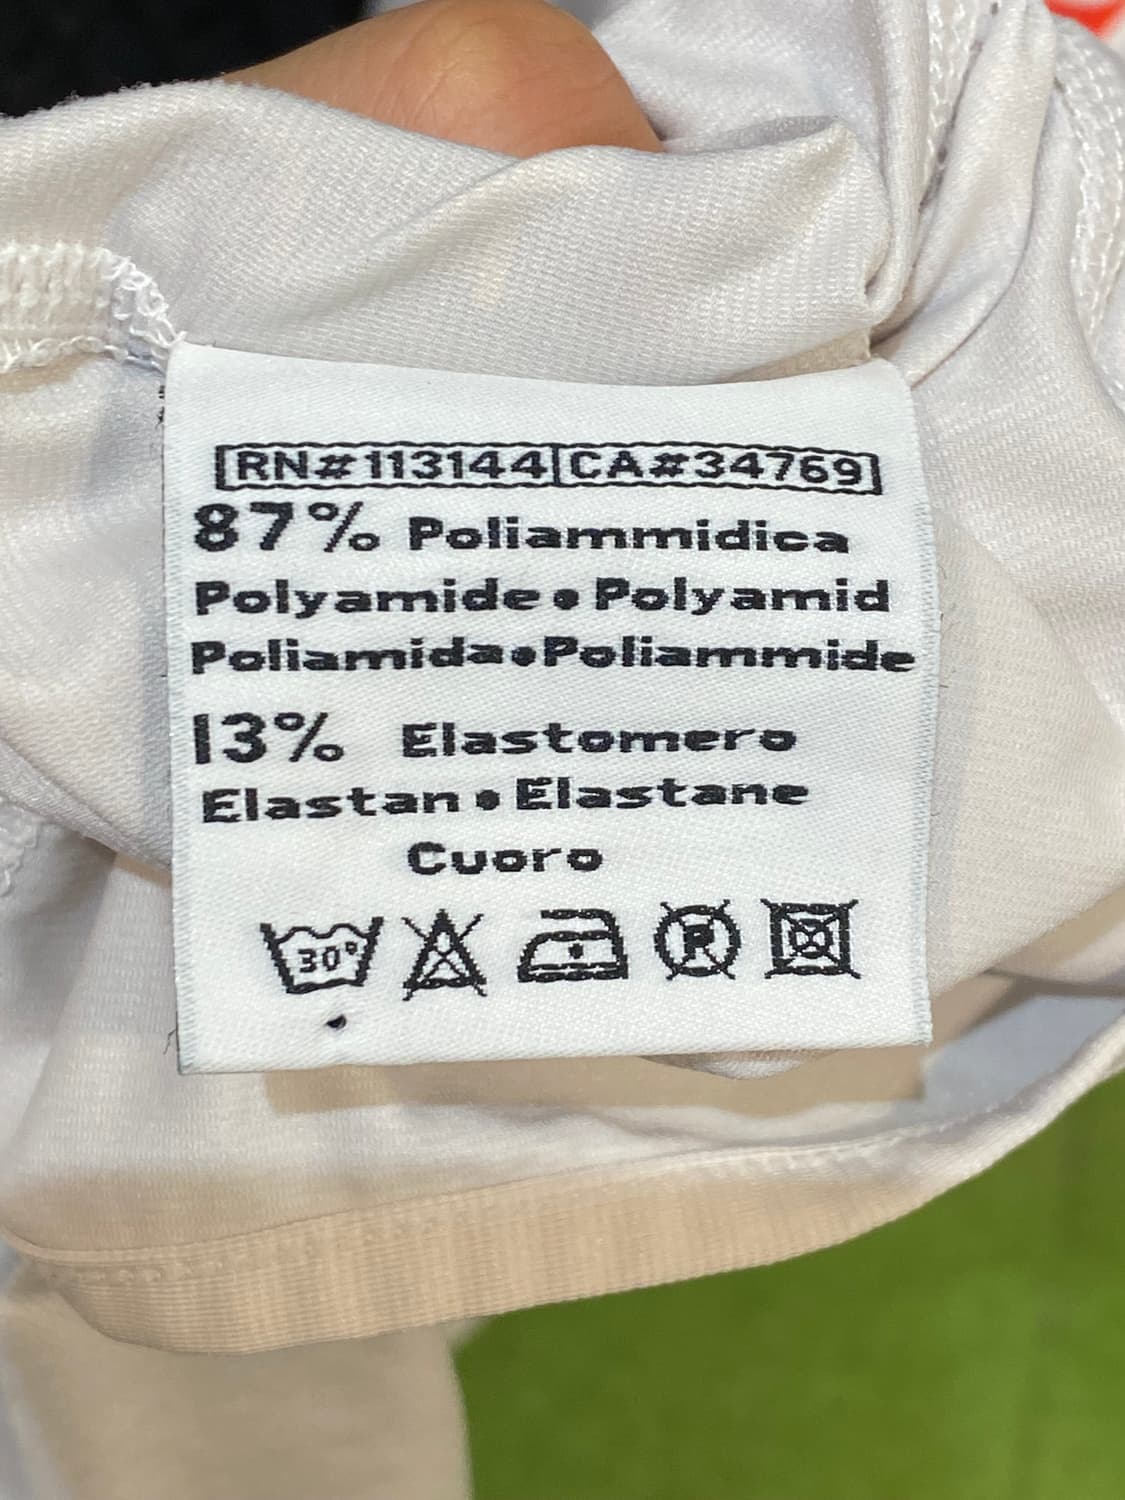 RN#113144 CA#34769
87% Poliammidica
Polyamide • Polyamid
Poliamida • Poliammide
13% Elastomero
Elastan • Elastane
Cuoro
30°
R